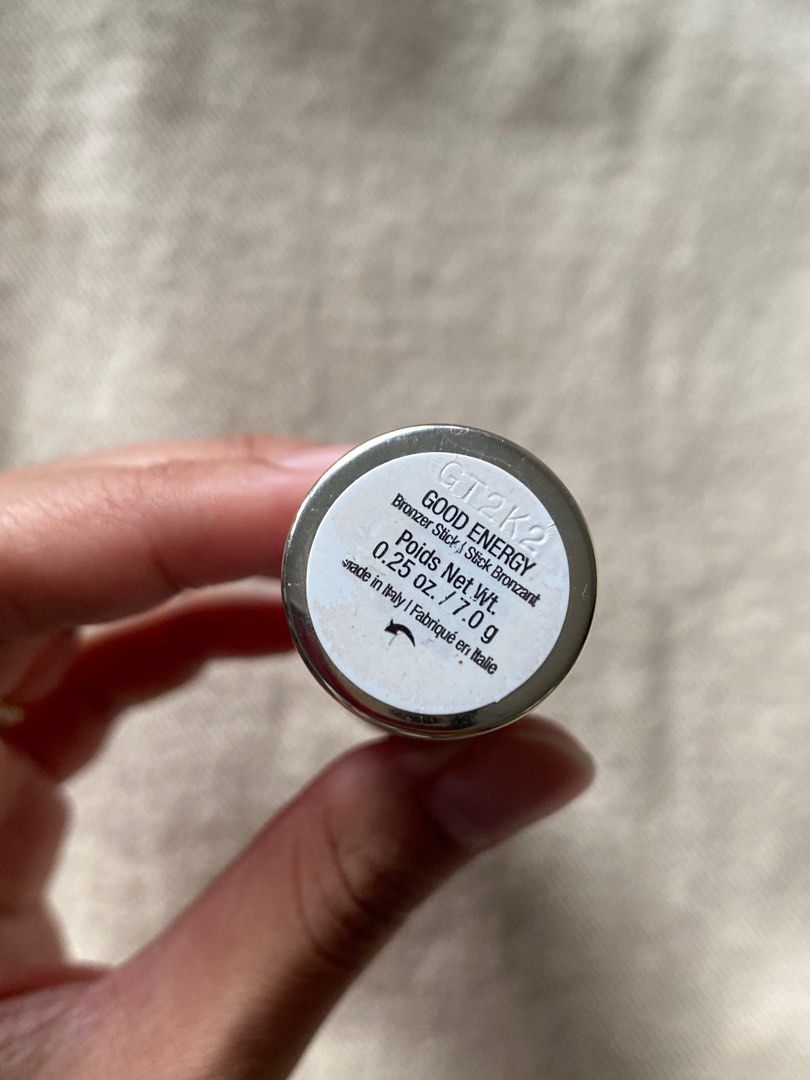 GT2K2
GOOD ENERGY
Bronzer Stick / Stick Bronzant
Poids Net Wt.
0.25 oz. / 7.0 g
Made in Italy | Fabriqué en Italie